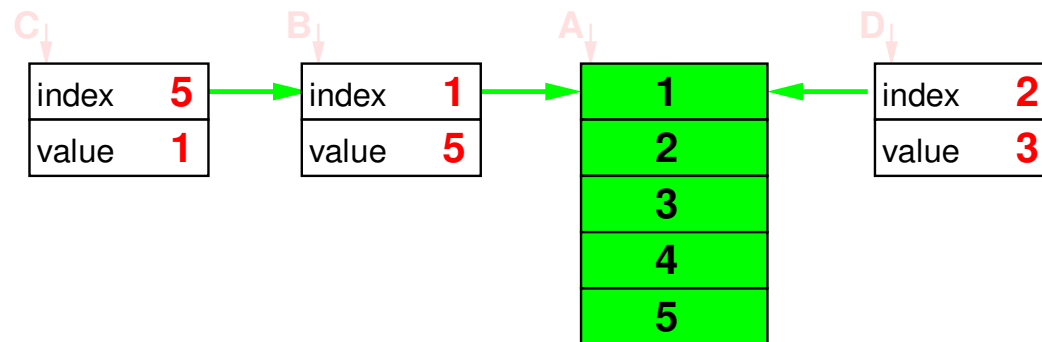 C B A D
index 5 index 1 1 index 2
value 1 value 5 2 value 3
3
4
5